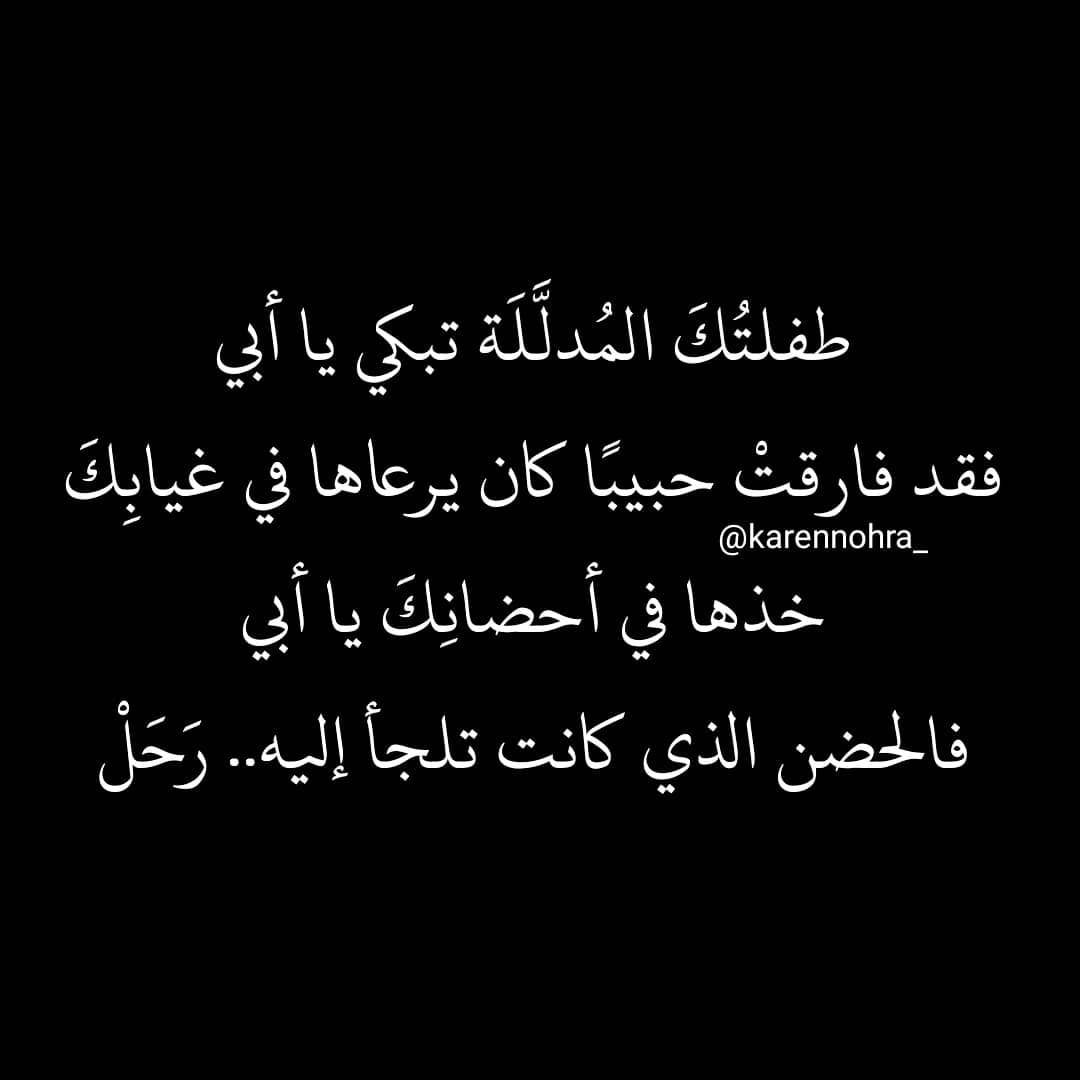 طفلتُكَ المُدلَّلَة تبكي يا أبي
فقد فارقتْ حبيبًا كان يرعاها في غيابِكَ
@karennohra_
خذها في أحضانِكَ يا أبي
فالحضن الذي كانت تلجأ إليه.. رَحَلْ